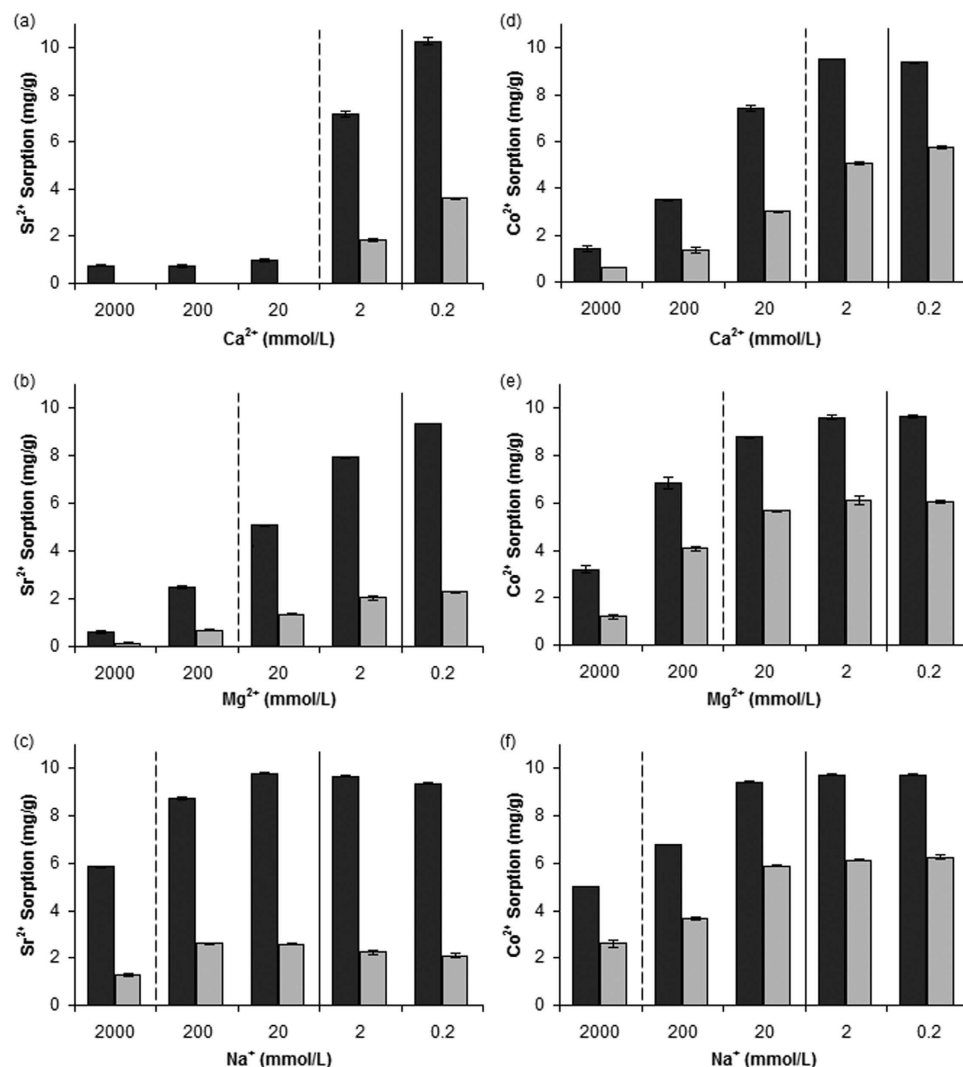 (a)
Sr²⁺ Sorption (mg/g)
10
8
6
4
2
0
2000 200 20 2 0.2
Ca²⁺ (mmol/L)
(d)
Co²⁺ Sorption (mg/g)
10
8
6
4
2
0
2000 200 20 2 0.2
Ca²⁺ (mmol/L)
(b)
Sr²⁺ Sorption (mg/g)
10
8
6
4
2
0
2000 200 20 2 0.2
Mg²⁺ (mmol/L)
(e)
Co²⁺ Sorption (mg/g)
10
8
6
4
2
0
2000 200 20 2 0.2
Mg²⁺ (mmol/L)
(c)
Sr²⁺ Sorption (mg/g)
10
8
6
4
2
0
2000 200 20 2 0.2
Na⁺ (mmol/L)
(f)
Co²⁺ Sorption (mg/g)
10
8
6
4
2
0
2000 200 20 2 0.2
Na⁺ (mmol/L)